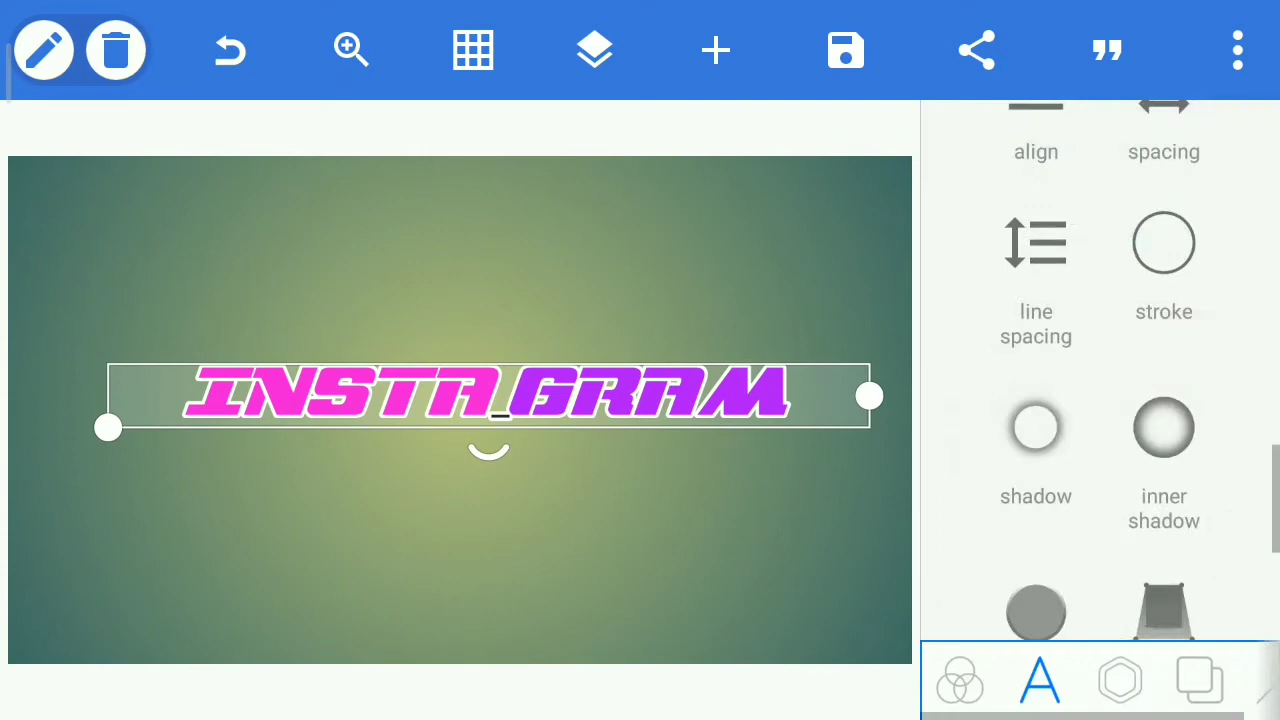 align
spacing
INSTA_GRAM
line
spacing
stroke
shadow
inner
shadow